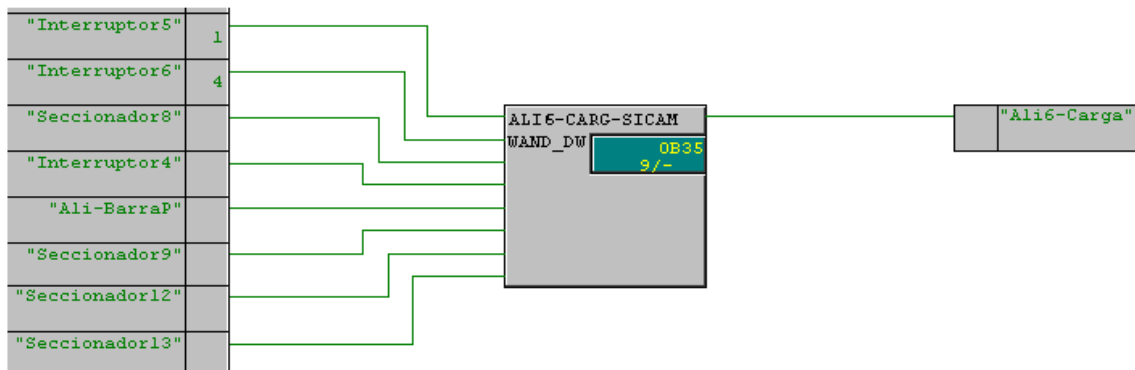 "Interruptor5" 1
"Interruptor6" 4
"Seccionador8"
"Interruptor4"
"Ali-BarraP"
"Seccionador9"
"Seccionador12"
"Seccionador13"
ALI6-CARG-SICAM
WAND_DW OB35
9/-
"Ali6-Carga"